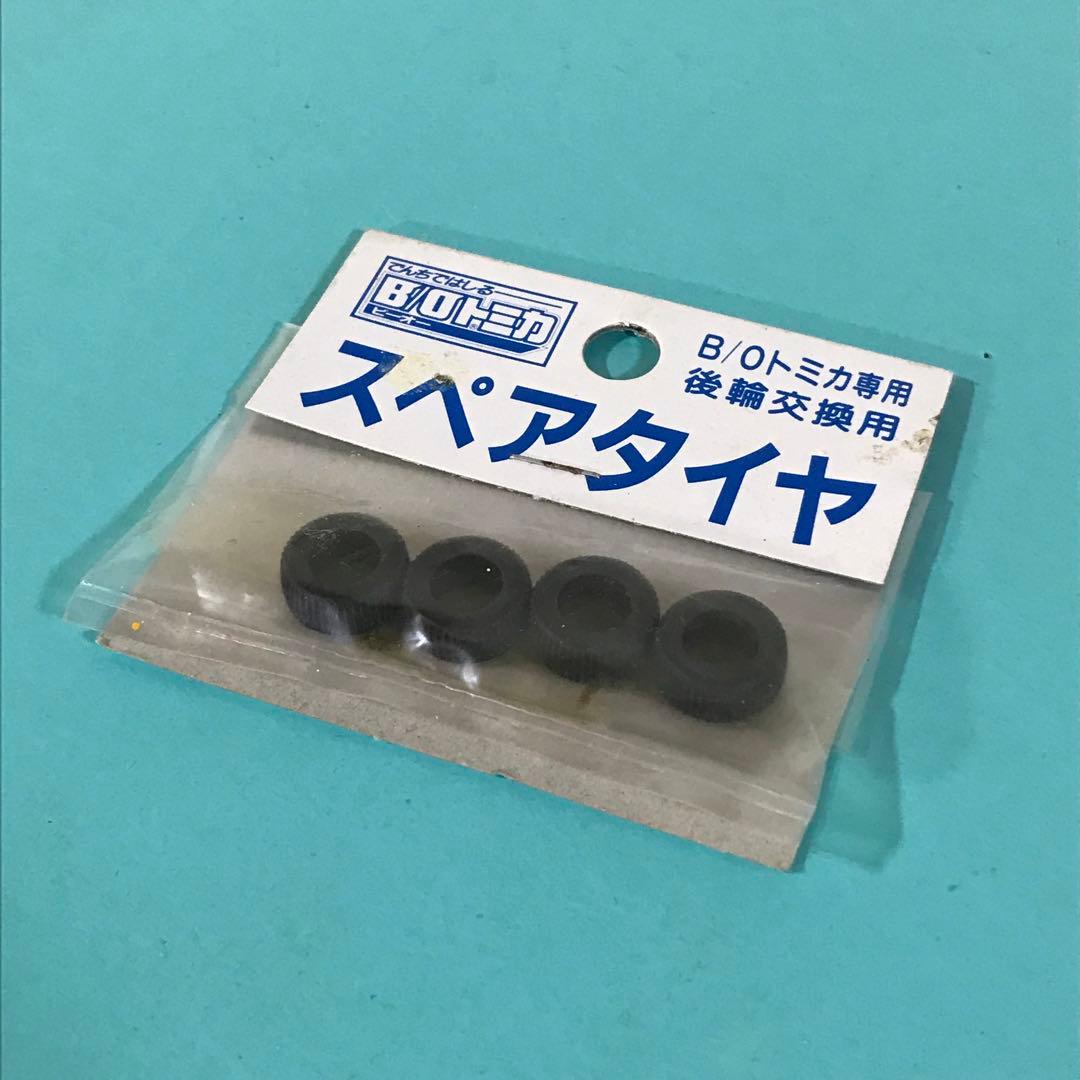 でんちではしる
B/Oトミカ
ビーオー
B/Oトミカ専用
後輪交換用
スペアタイヤ